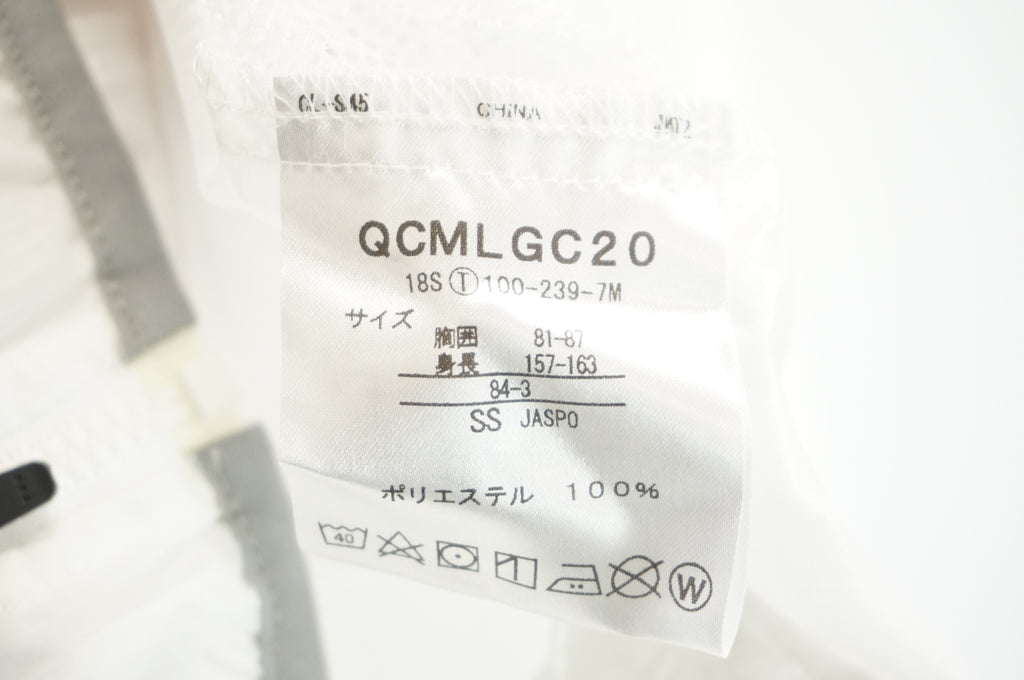 CHINA
QCMLGC20
18S Ⓣ 100-239-7M
サイズ
胸囲 81-87
身長 157-163
84-3
SS JASPO
ポリエステル 100%
40
W